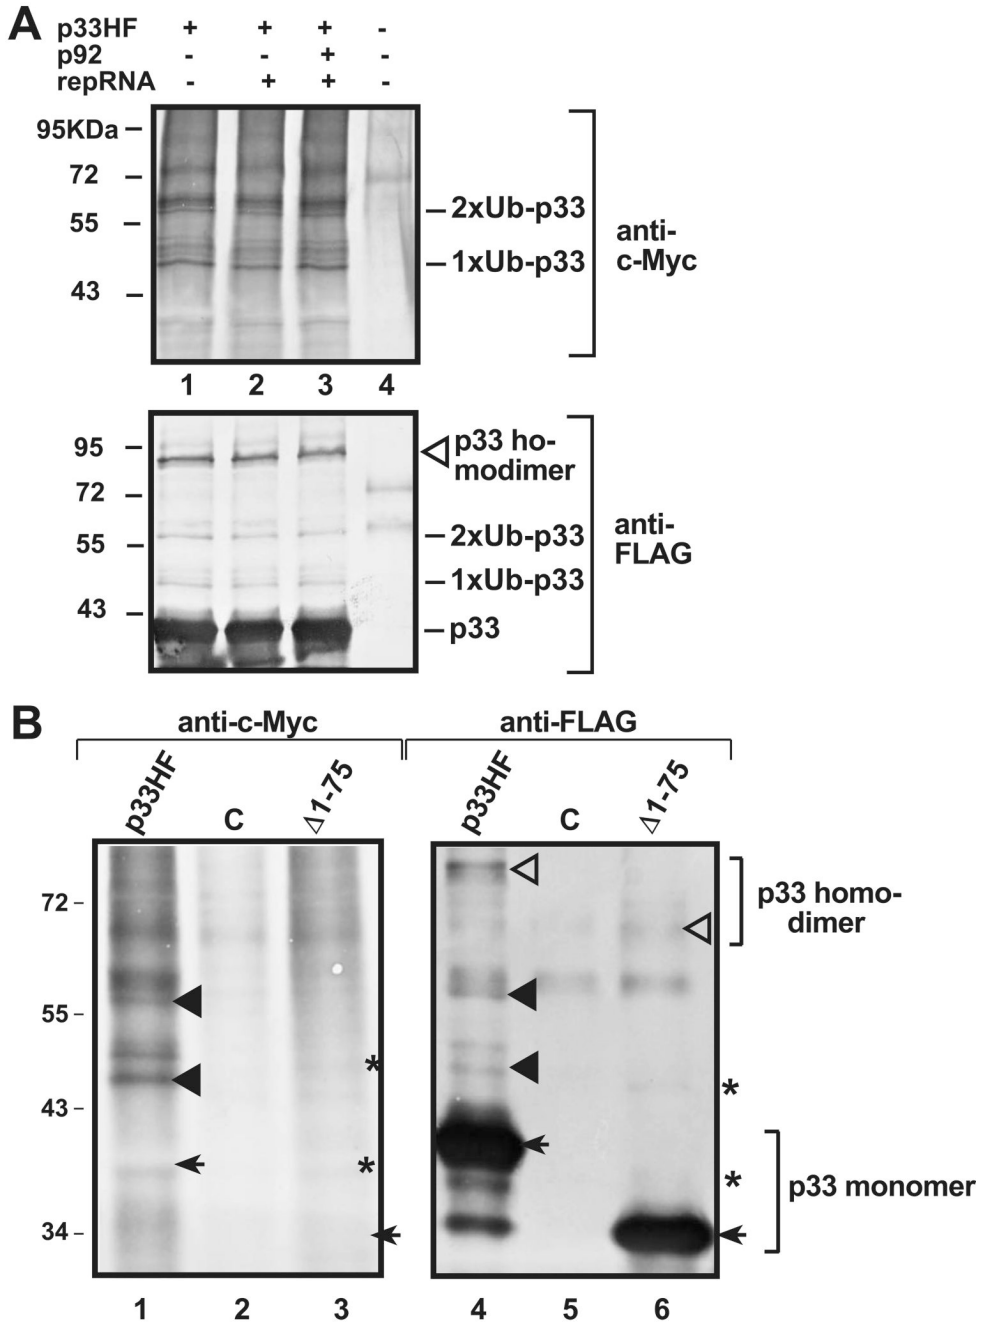 A
p33HF + + + -
p92 - - + -
repRNA - + + -
95KDa
72
55
43
2xUb-p33
1xUb-p33
anti-
c-Myc
1 2 3 4
95
72
55
43
p33 ho-
modimer
2xUb-p33
1xUb-p33
p33
anti-
FLAG
B
anti-c-Myc anti-FLAG
p33HF C Δ1-75 p33HF C Δ1-75
72
55
43
34
*
*
*
*
p33 homo-
dimer
p33 monomer
1 2 3 4 5 6